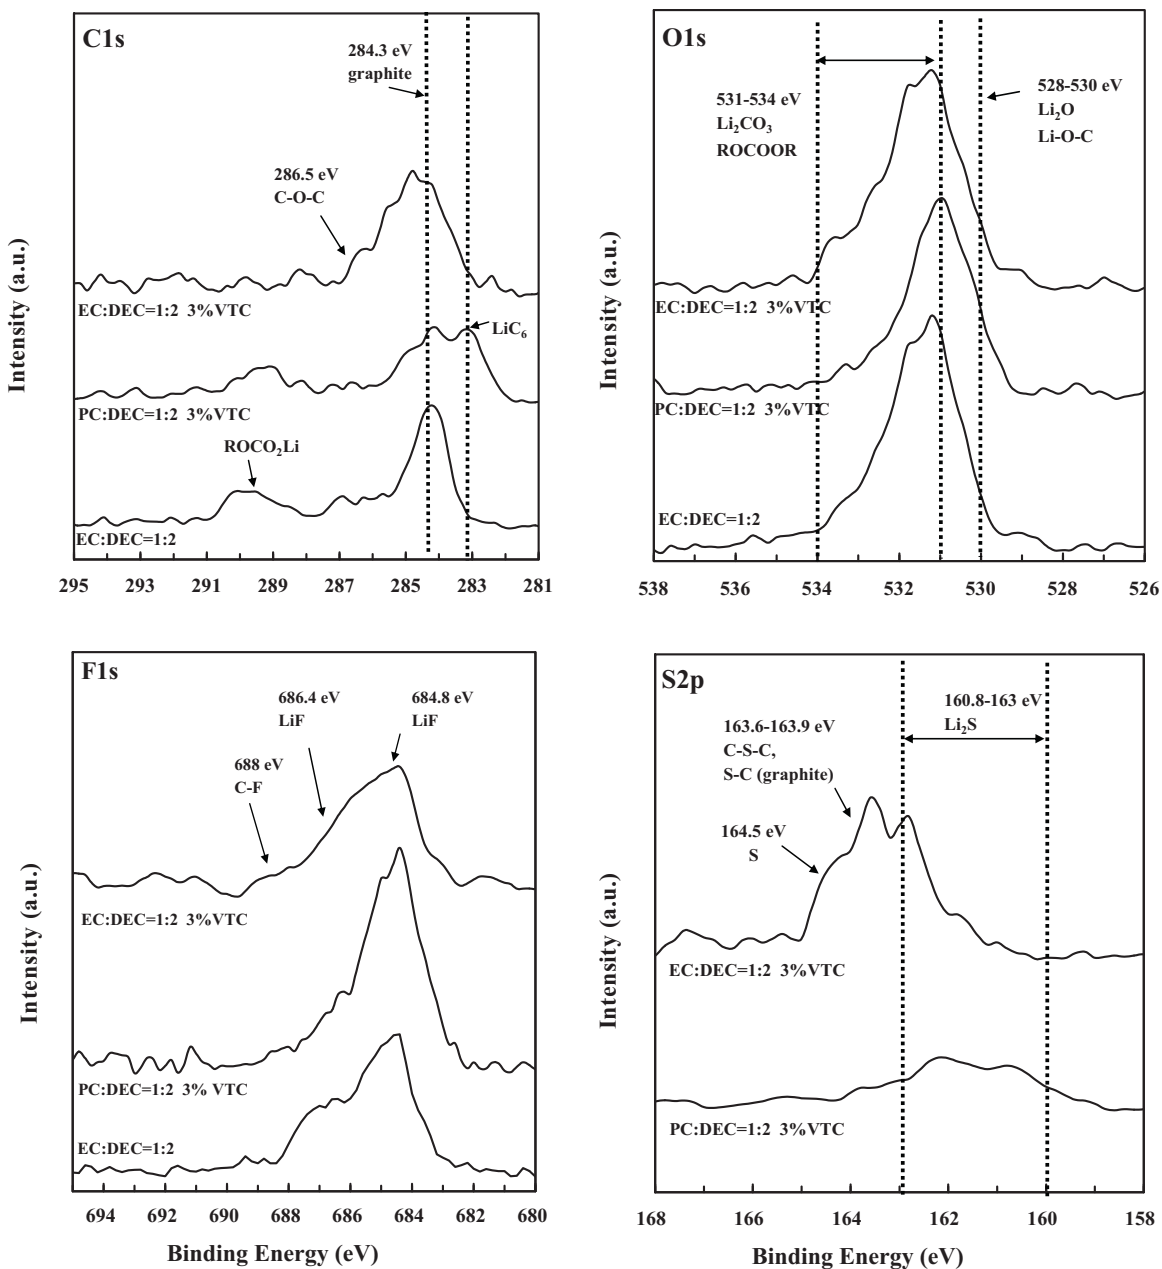 C1s
284.3 eV
graphite
286.5 eV
C-O-C
EC:DEC=1:2 3%VTC
LiC₆
PC:DEC=1:2 3%VTC
ROCO₂Li
EC:DEC=1:2
295 293 291 289 287 285 283 281
Intensity (a.u.)
O1s
531-534 eV
Li₂CO₃
ROCOOR
528-530 eV
Li₂O
Li-O-C
EC:DEC=1:2 3%VTC
PC:DEC=1:2 3%VTC
EC:DEC=1:2
538 536 534 532 530 528 526
Intensity (a.u.)
F1s
686.4 eV
LiF
684.8 eV
LiF
688 eV
C-F
EC:DEC=1:2 3%VTC
PC:DEC=1:2 3% VTC
EC:DEC=1:2
694 692 690 688 686 684 682 680
Binding Energy (eV)
Intensity (a.u.)
S2p
160.8-163 eV
Li₂S
163.6-163.9 eV
C-S-C,
S-C (graphite)
164.5 eV
S
EC:DEC=1:2 3%VTC
PC:DEC=1:2 3%VTC
168 166 164 162 160 158
Binding Energy (eV)
Intensity (a.u.)